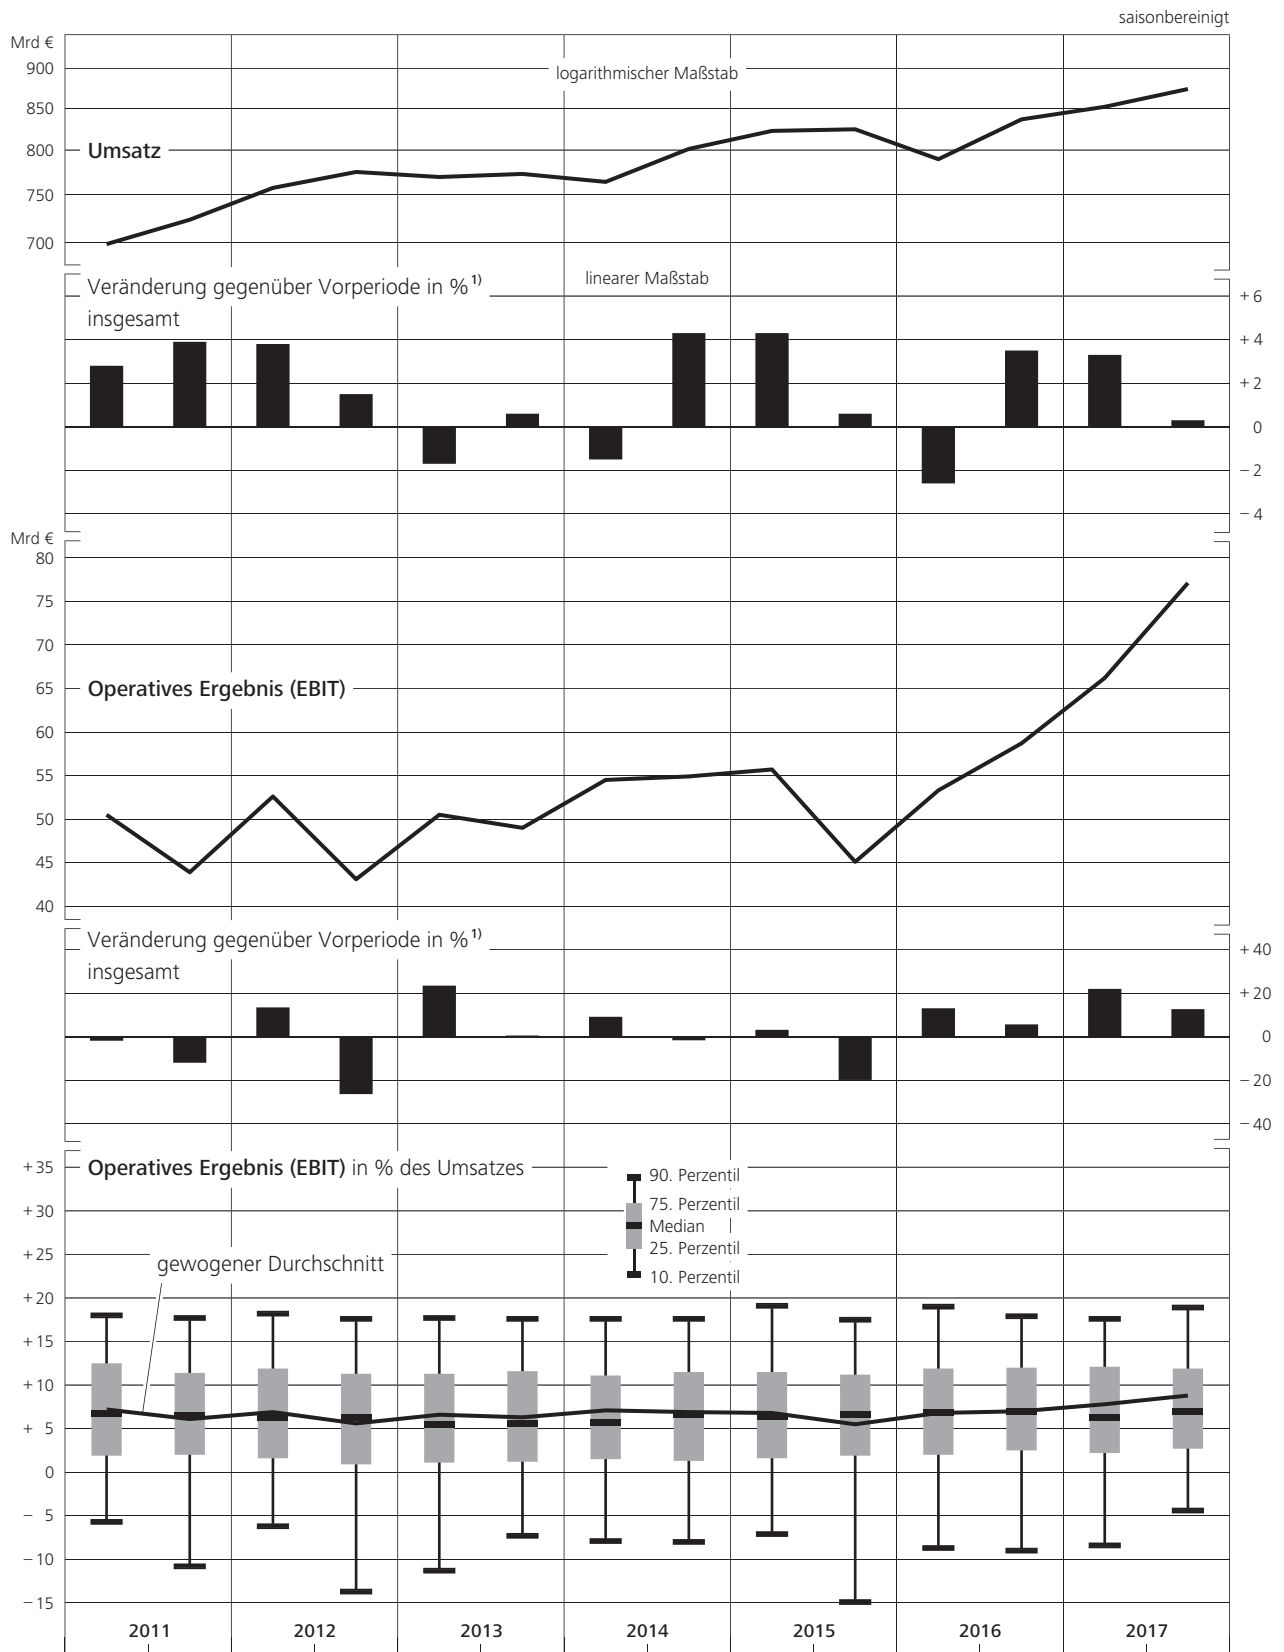 saisonbereinigt
Mrd €
900
logarithmischer Maßstab
850
800
Umsatz
750
700
Veränderung gegenüber Vorperiode in % 1)
linearer Maßstab
insgesamt
+ 6
+ 4
+ 2
0
− 2
− 4
Mrd €
80
75
70
65
Operatives Ergebnis (EBIT)
60
55
50
45
40
Veränderung gegenüber Vorperiode in % 1)
insgesamt
+ 40
+ 20
0
− 20
− 40
+ 35
Operatives Ergebnis (EBIT) in % des Umsatzes
90. Perzentil
75. Perzentil
Median
25. Perzentil
10. Perzentil
+ 30
+ 25
gewogener Durchschnitt
+ 20
+ 15
+ 10
+ 5
0
− 5
− 10
− 15
2011 2012 2013 2014 2015 2016 2017